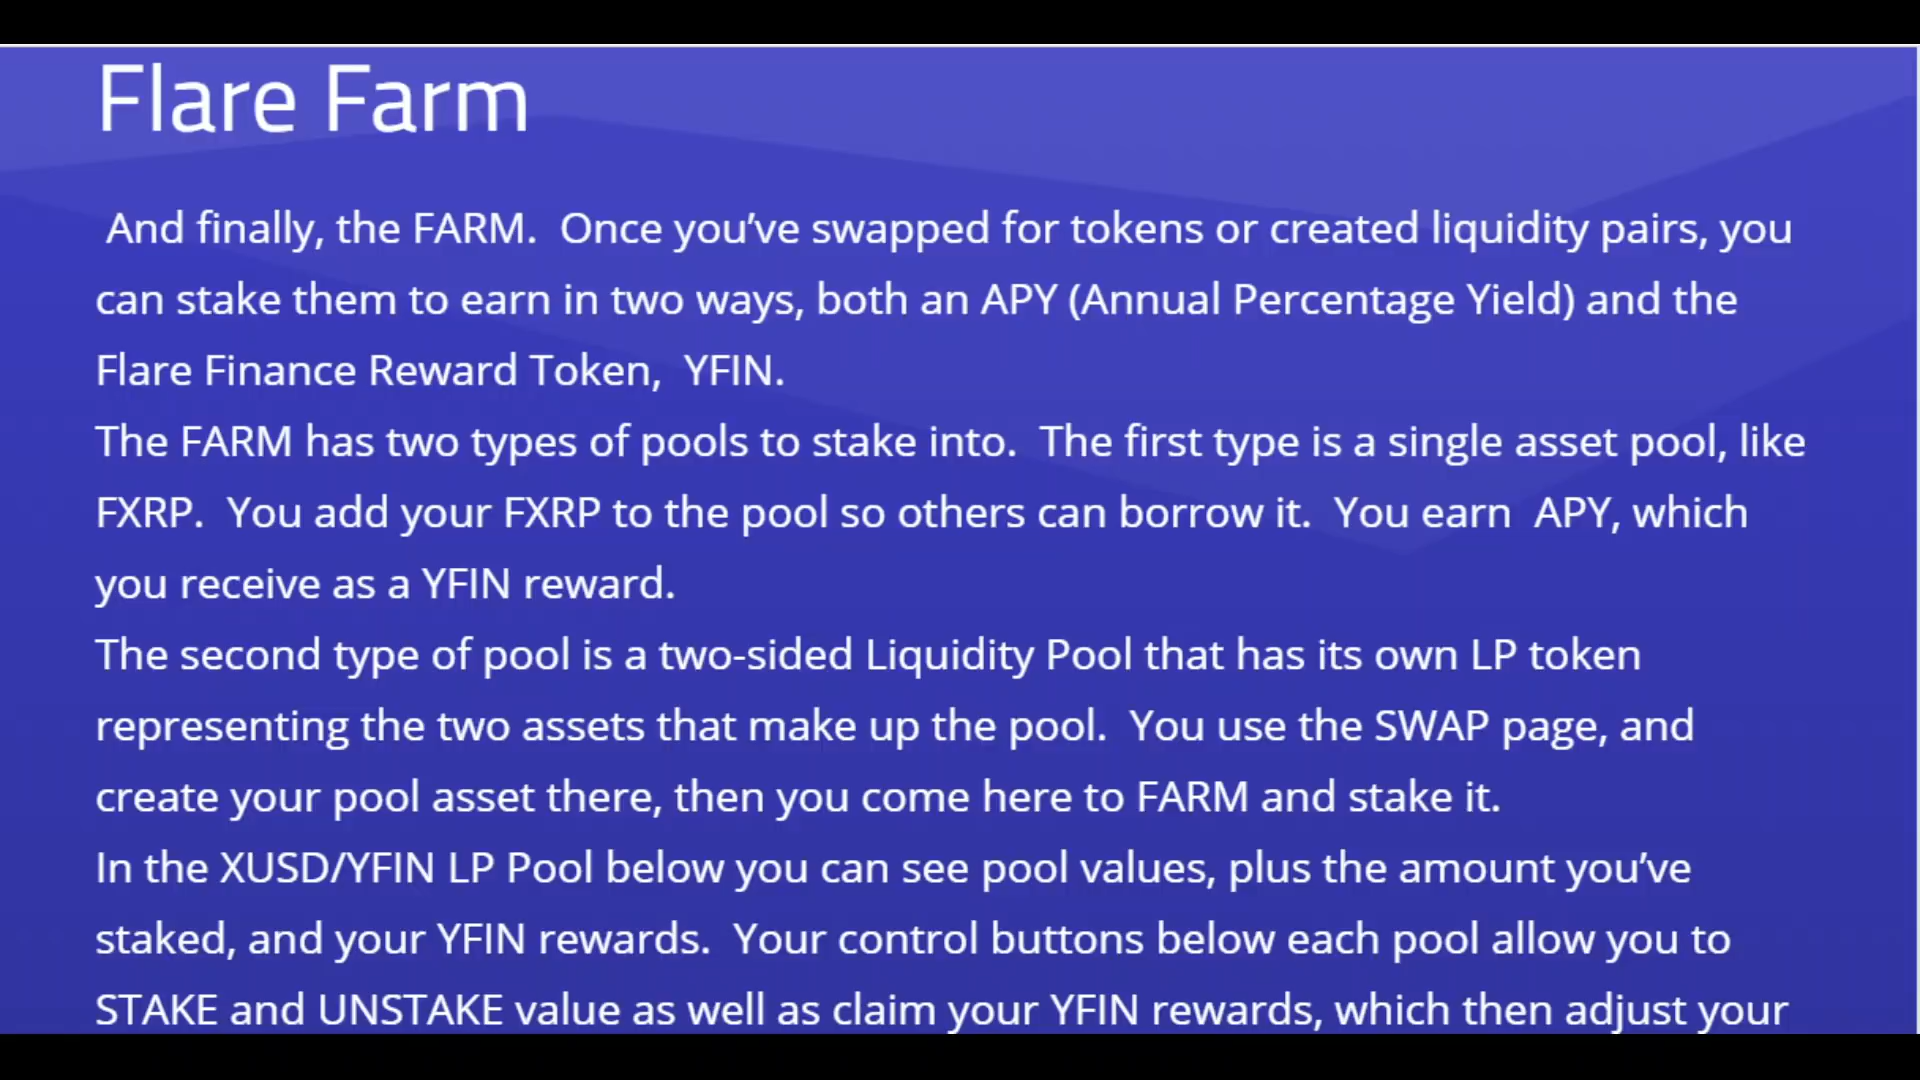 Flare Farm
And finally, the FARM.  Once you’ve swapped for tokens or created liquidity pairs, you
can stake them to earn in two ways, both an APY (Annual Percentage Yield) and the
Flare Finance Reward Token,  YFIN.
The FARM has two types of pools to stake into.  The first type is a single asset pool, like
FXRP.  You add your FXRP to the pool so others can borrow it.  You earn  APY, which
you receive as a YFIN reward.
The second type of pool is a two-sided Liquidity Pool that has its own LP token
representing the two assets that make up the pool.  You use the SWAP page, and
create your pool asset there, then you come here to FARM and stake it.
In the XUSD/YFIN LP Pool below you can see pool values, plus the amount you’ve
staked, and your YFIN rewards.  Your control buttons below each pool allow you to
STAKE and UNSTAKE value as well as claim your YFIN rewards, which then adjust your